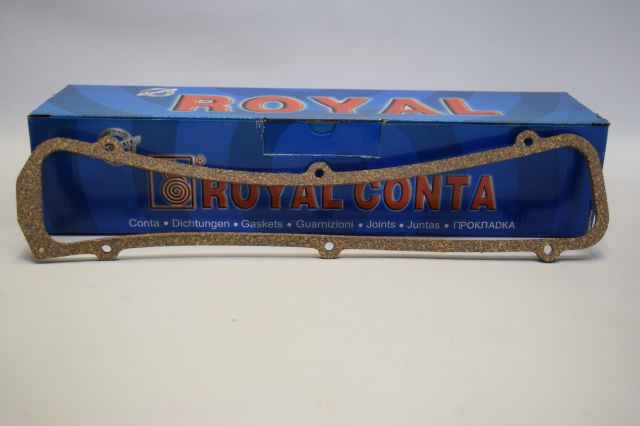 ROYAL
® ROYAL CONTA
Conta • Dichtungen • Gaskets • Guarnizioni • Joints • Juntas • ПРОКЛАДКА